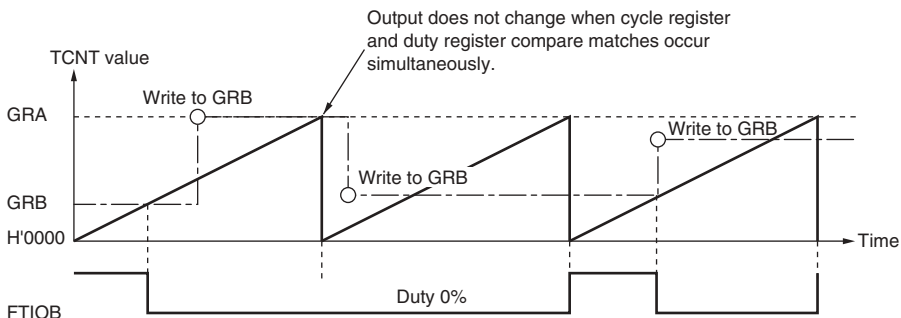 Output does not change when cycle register
and duty register compare matches occur
simultaneously.
TCNT value
Write to GRB
GRA
Write to GRB
Write to GRB
GRB
H'0000
Time
Duty 0%
FTIOB